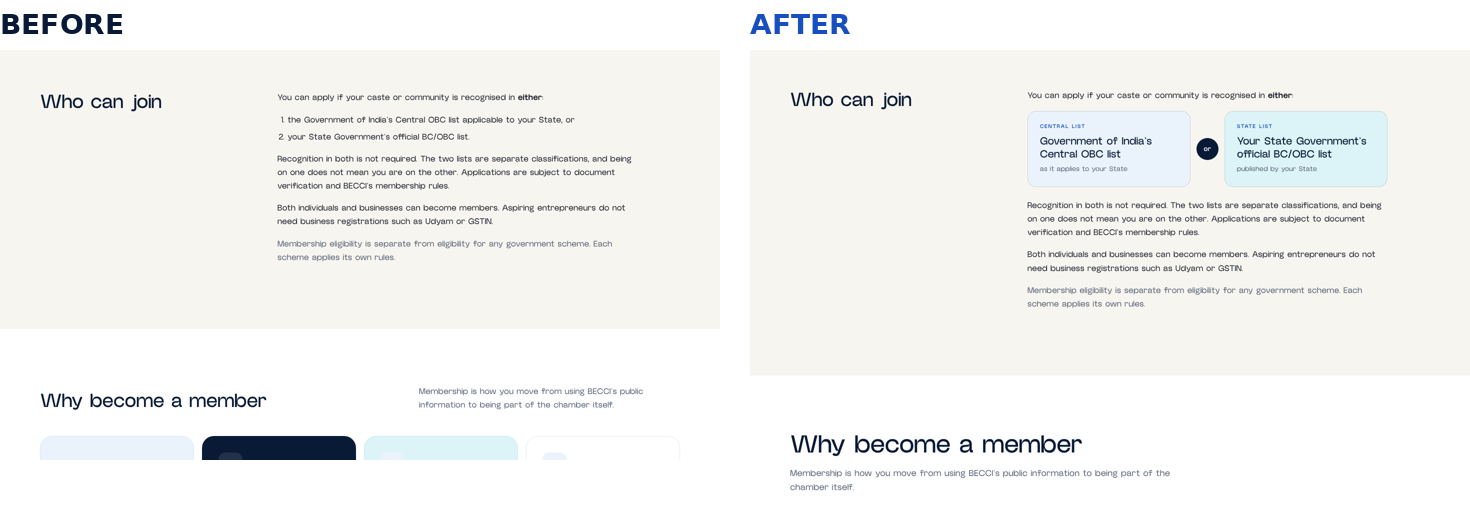 BEFORE
Who can join
You can apply if your caste or community is recognised in either:
1. the Government of India's Central OBC list applicable to your State, or
2. your State Government's official BC/OBC list.
Recognition in both is not required. The two lists are separate classifications, and being
on one does not mean you are on the other. Applications are subject to document
verification and BECCI's membership rules.
Both individuals and businesses can become members. Aspiring entrepreneurs do not
need business registrations such as Udyam or GSTIN.
Membership eligibility is separate from eligibility for any government scheme. Each
scheme applies its own rules.
Why become a member
Membership is how you move from using BECCI's public
information to being part of the chamber itself.
AFTER
Who can join
You can apply if your caste or community is recognised in either:
CENTRAL LIST
Government of India's
Central OBC list
as it applies to your State
or
STATE LIST
Your State Government's
official BC/OBC list
published by your State
Recognition in both is not required. The two lists are separate classifications, and being
on one does not mean you are on the other. Applications are subject to document
verification and BECCI's membership rules.
Both individuals and businesses can become members. Aspiring entrepreneurs do not
need business registrations such as Udyam or GSTIN.
Membership eligibility is separate from eligibility for any government scheme. Each
scheme applies its own rules.
Why become a member
Membership is how you move from using BECCI's public information to being part of the
chamber itself.